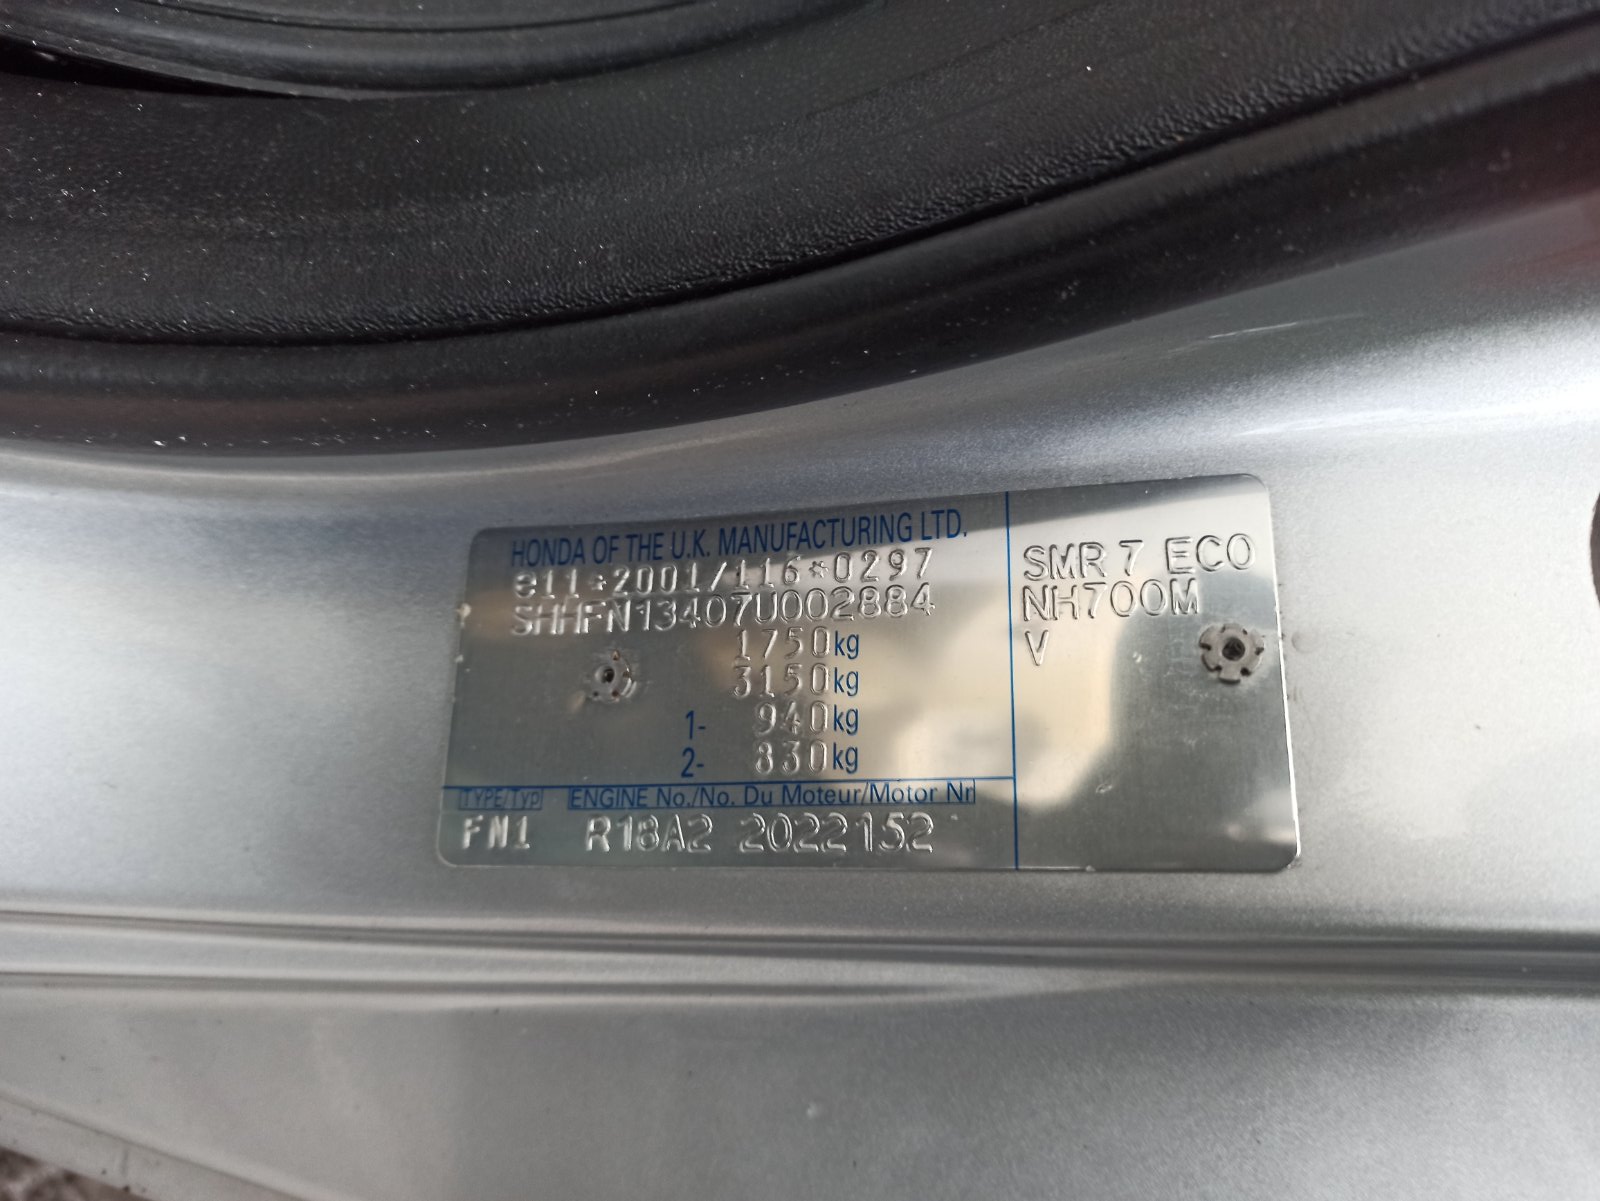 HONDA OF THE U.K. MANUFACTURING LTD.
e11*2001/116*0297
SHHFN13407U002884
1750kg
3150kg
1- 940kg
2- 830kg
TYPE/Typ ENGINE No./No. Du Moteur/Motor Nr
FN1 R18A2 2022152
SMR 7 ECO
NH700M
V